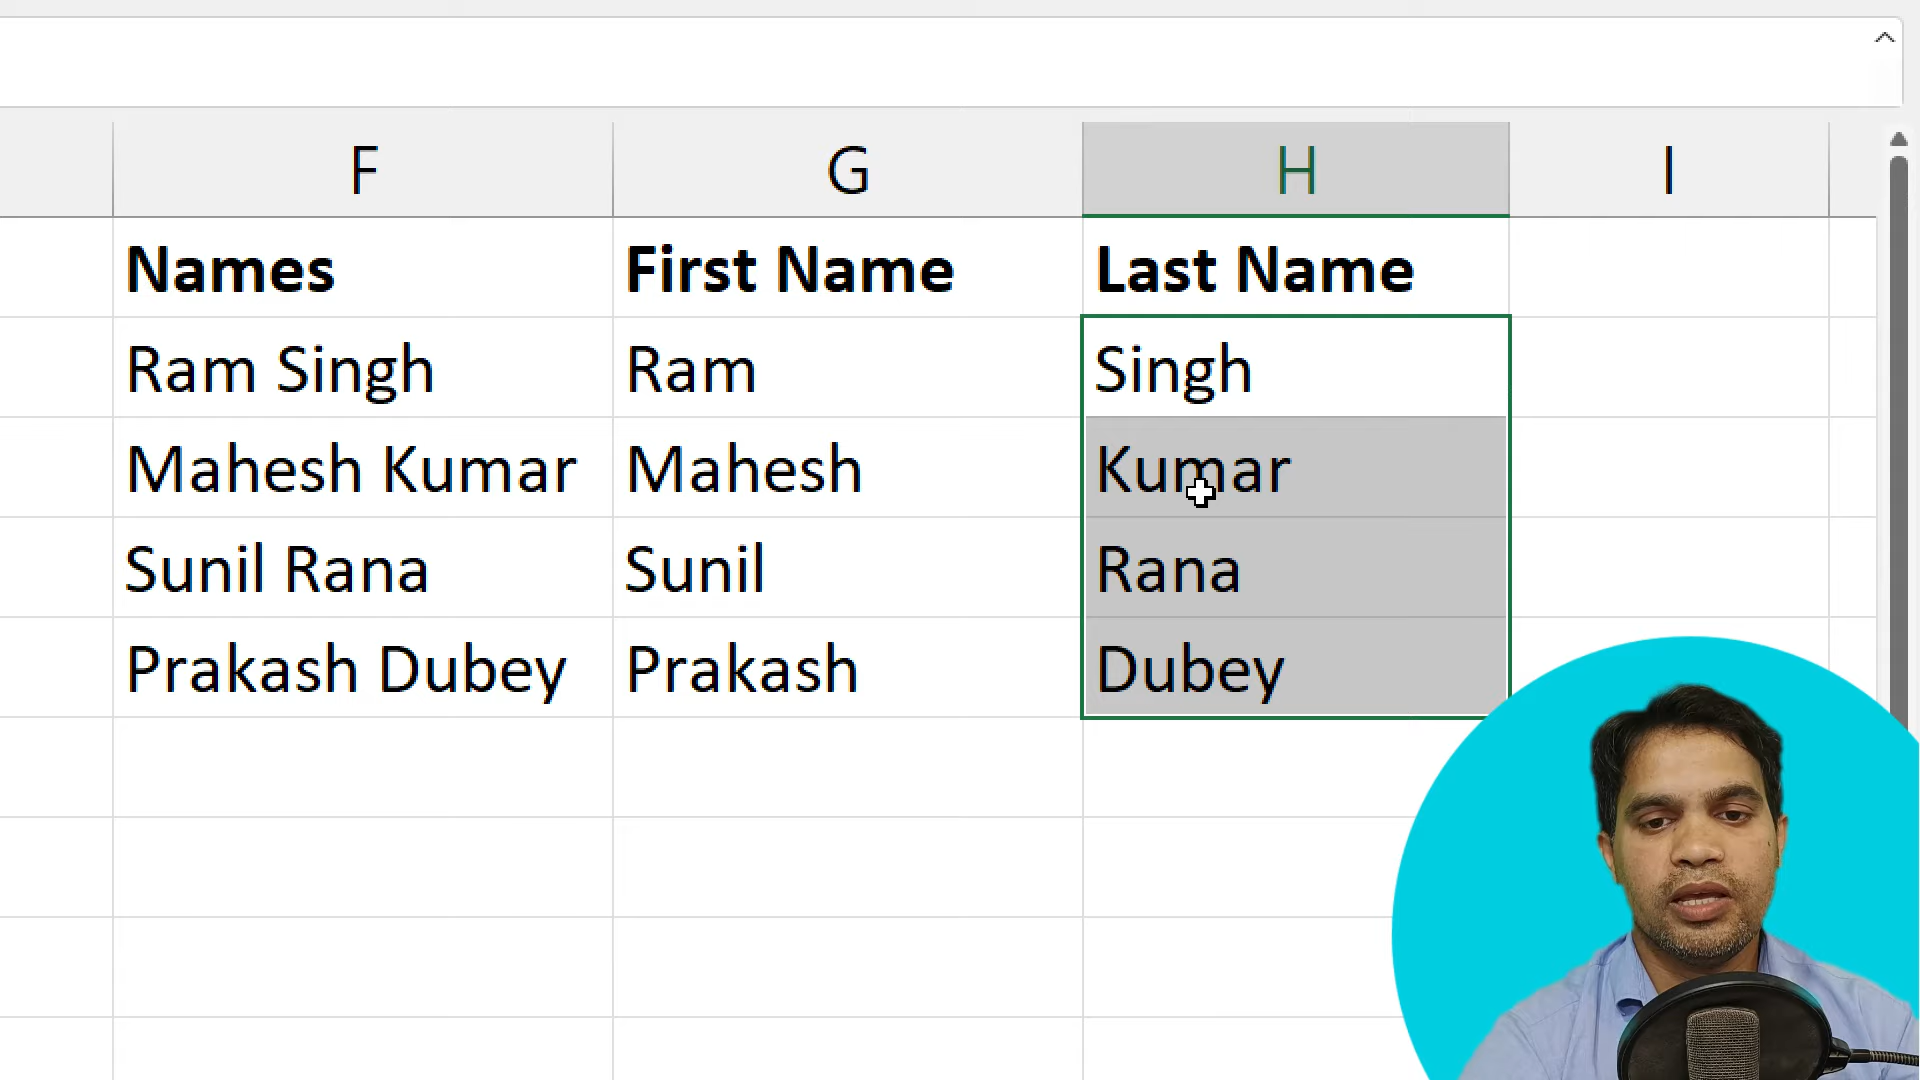 F G H I
Names First Name Last Name
Ram Singh Ram Singh
Mahesh Kumar Mahesh Kumar
Sunil Rana Sunil Rana
Prakash Dubey Prakash Dubey